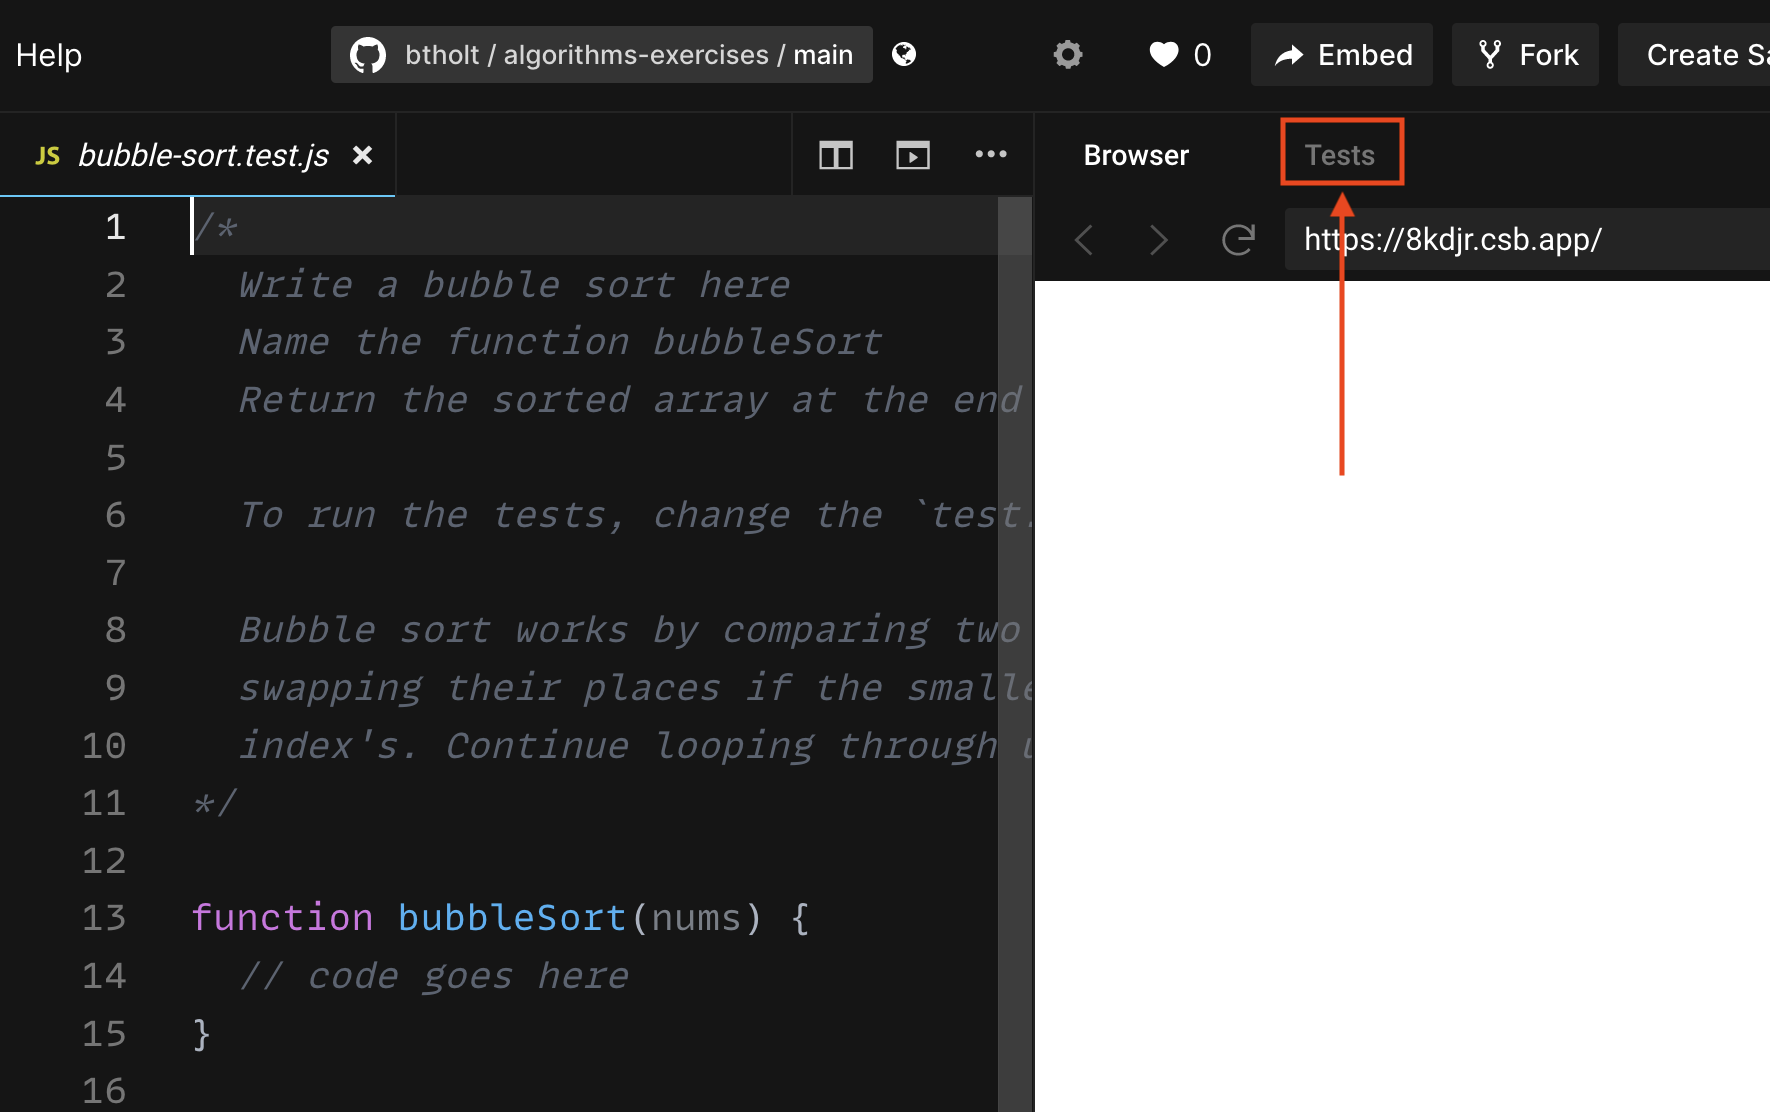 Help
btholt / algorithms-exercises / main
0
Embed
Fork
Create
JS bubble-sort.test.js
Browser
Tests
https://8kdjr.csb.app/
1 /*
2 Write a bubble sort here
3 Name the function bubbleSort
4 Return the sorted array at the end
5
6 To run the tests, change the `test.
7
8 Bubble sort works by comparing two
9 swapping their places if the smalle
10 index's. Continue looping through
11 */
12
13 function bubbleSort(nums) {
14 // code goes here
15 }
16